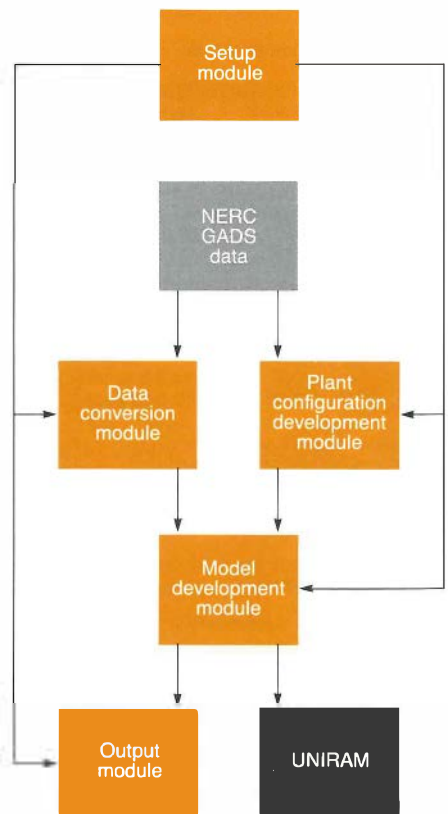 Setup
module
NERC
GADS
data
Data
conversion
module
Plant
configuration
development
module
Model
development
module
Output
module
UNIRAM